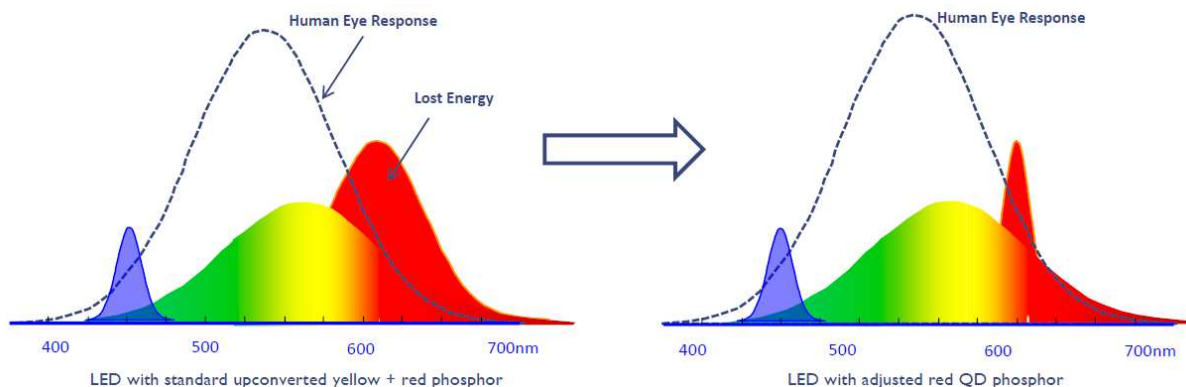 Human Eye Response
Lost Energy
400 500 600 700nm
LED with standard upconverted yellow + red phosphor
Human Eye Response
400 500 600 700nm
LED with adjusted red QD phosphor